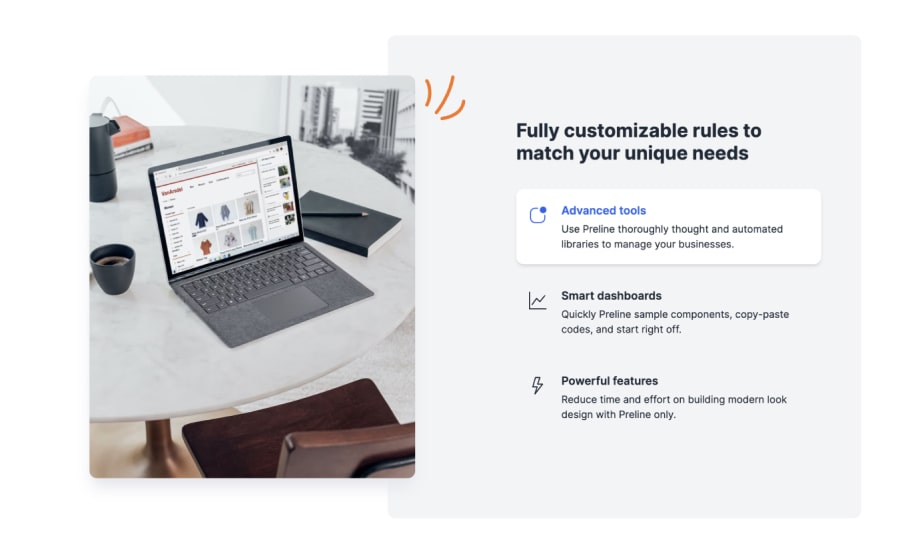 Fully customizable rules to
match your unique needs
Advanced tools
Use Preline thoroughly thought and automated
libraries to manage your businesses.
Smart dashboards
Quickly Preline sample components, copy-paste
codes, and start right off.
Powerful features
Reduce time and effort on building modern look
design with Preline only.